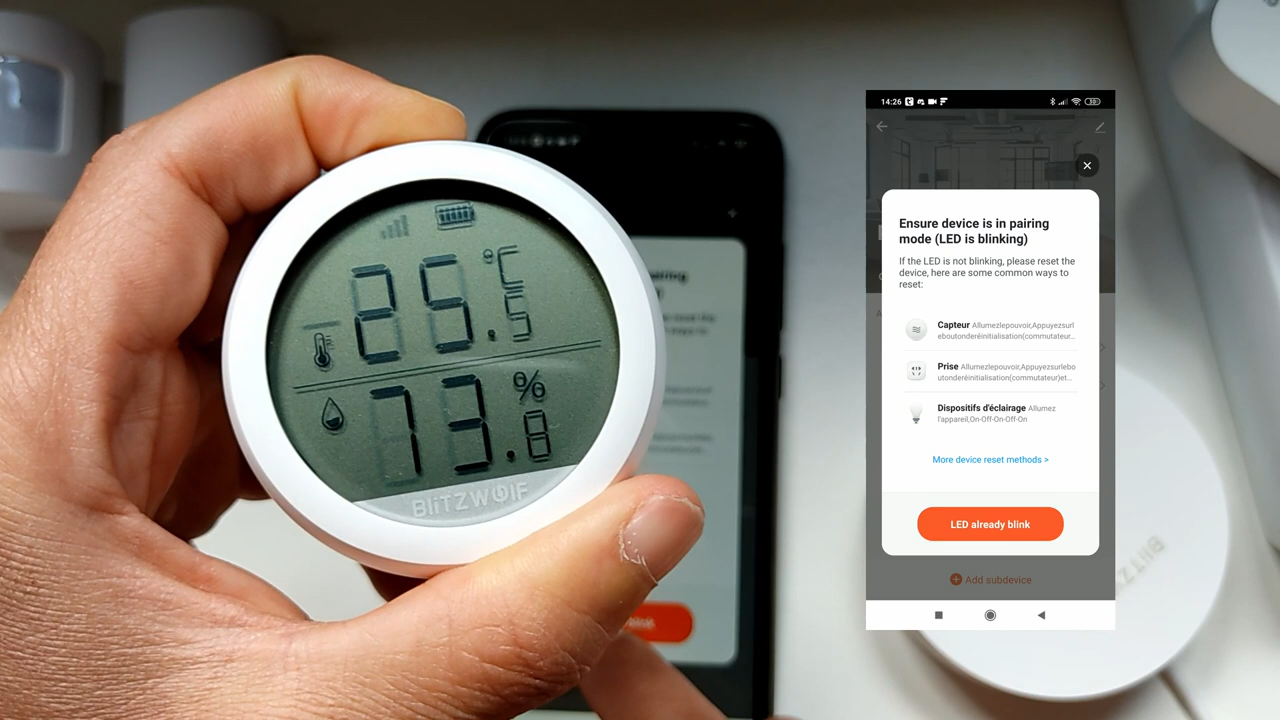 25.5 °C
73.8 %
BLiTZWOlF
14:26
Ensure device is in pairing
mode (LED is blinking)
If the LED is not blinking, please reset the
device, here are some common ways to
reset:
Capteur Allumezlepouvoir,Appuyezsurl
eboutonderéinitialisation(commutateur...
Prise Allumezlepouvoir,Appuyezsurlebo
utonderéinitialisation(commutateur)et...
Dispositifs d'éclairage Allumez
l'appareil,On-Off-On-Off-On
More device reset methods >
LED already blink
Add subdevice